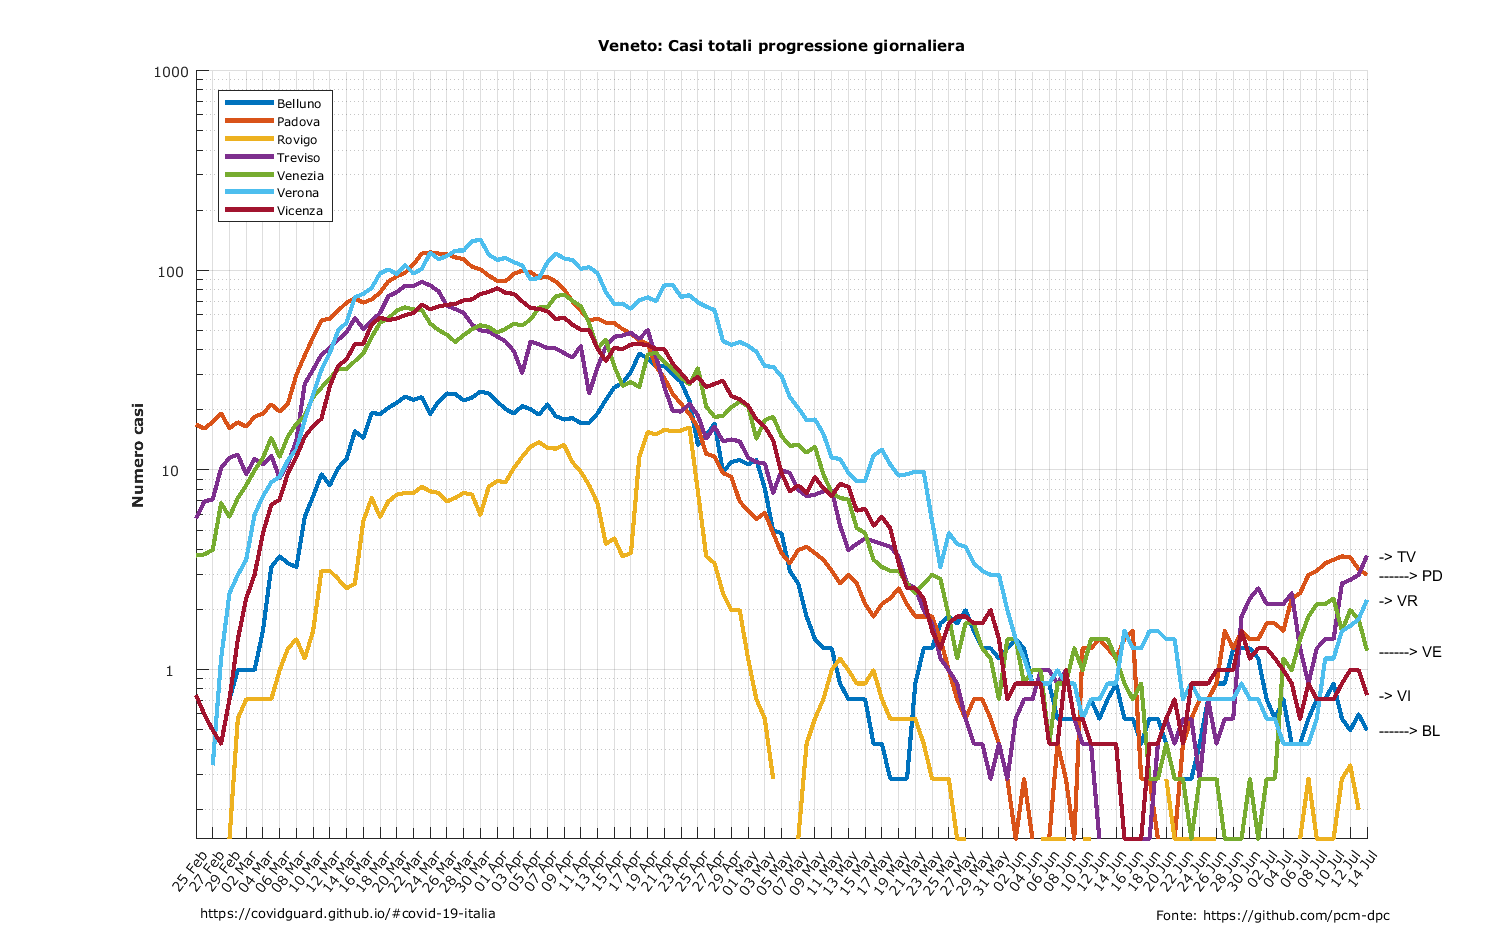 Veneto: Casi totali progressione giornaliera
1000
100
10
1
Numero casi
Belluno
Padova
Rovigo
Treviso
Venezia
Verona
Vicenza
-> TV
------> PD
-> VR
------> VE
-> VI
------> BL
25 Feb
27 Feb
29 Feb
02 Mar
04 Mar
06 Mar
08 Mar
10 Mar
12 Mar
14 Mar
16 Mar
18 Mar
20 Mar
22 Mar
24 Mar
26 Mar
28 Mar
30 Mar
01 Apr
03 Apr
05 Apr
07 Apr
09 Apr
11 Apr
13 Apr
15 Apr
17 Apr
19 Apr
21 Apr
23 Apr
25 Apr
27 Apr
29 Apr
01 May
03 May
05 May
07 May
09 May
11 May
13 May
15 May
17 May
19 May
21 May
23 May
25 May
27 May
29 May
31 May
02 Jun
04 Jun
06 Jun
08 Jun
10 Jun
12 Jun
14 Jun
16 Jun
18 Jun
20 Jun
22 Jun
24 Jun
26 Jun
28 Jun
30 Jun
02 Jul
04 Jul
06 Jul
08 Jul
10 Jul
12 Jul
14 Jul
https://covidguard.github.io/#covid-19-italia
Fonte: https://github.com/pcm-dpc